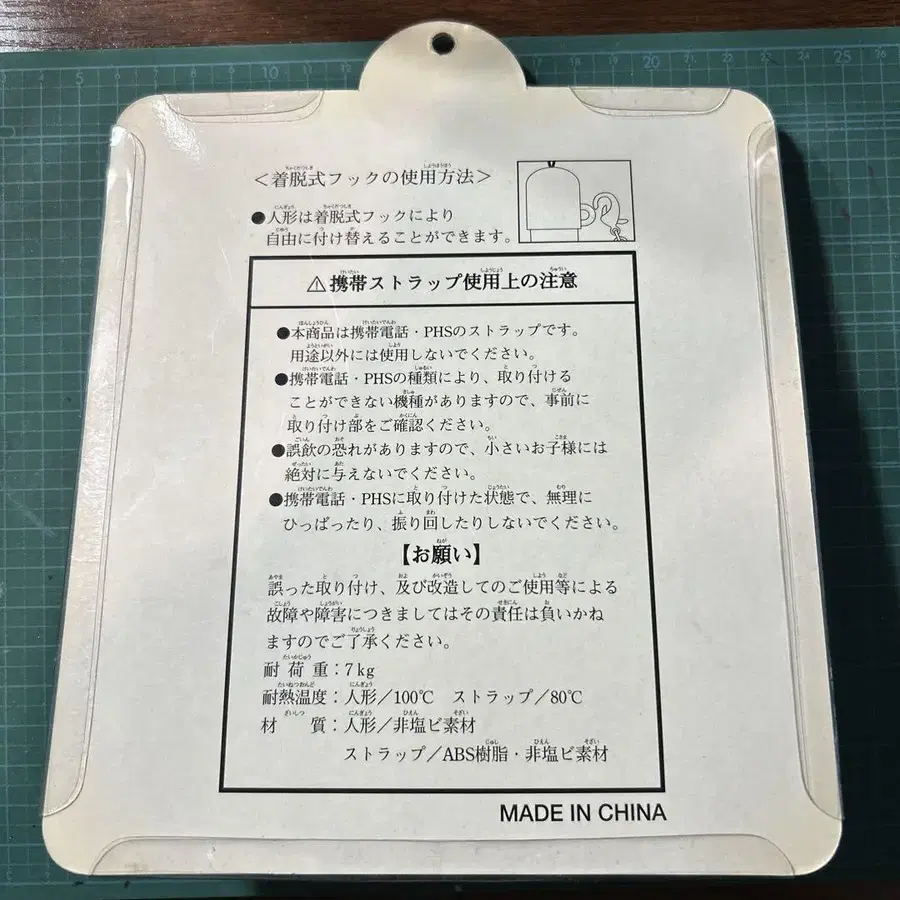 ＜着脱式フックの使用方法＞
●人形は着脱式フックにより
自由に付け替えることができます。
⚠携帯ストラップ使用上の注意
●本商品は携帯電話・PHSのストラップです。
用途以外には使用しないでください。
●携帯電話・PHSの種類により、取り付ける
ことができない機種がありますので、事前に
取り付け部をご確認ください。
●誤飲の恐れがありますので、小さいお子様には
絶対に与えないでください。
●携帯電話・PHSに取り付けた状態で、無理に
ひっぱったり、振り回したりしないでください。
【お願い】
誤った取り付け、及び改造してのご使用等による
故障や障害につきましてはその責任は負いかね
ますのでご了承ください。
耐荷重：7kg
耐熱温度：人形／100℃　ストラップ／80℃
材　質：人形／非塩ビ素材
ストラップ／ABS樹脂・非塩ビ素材
MADE IN CHINA
5 10 20 25